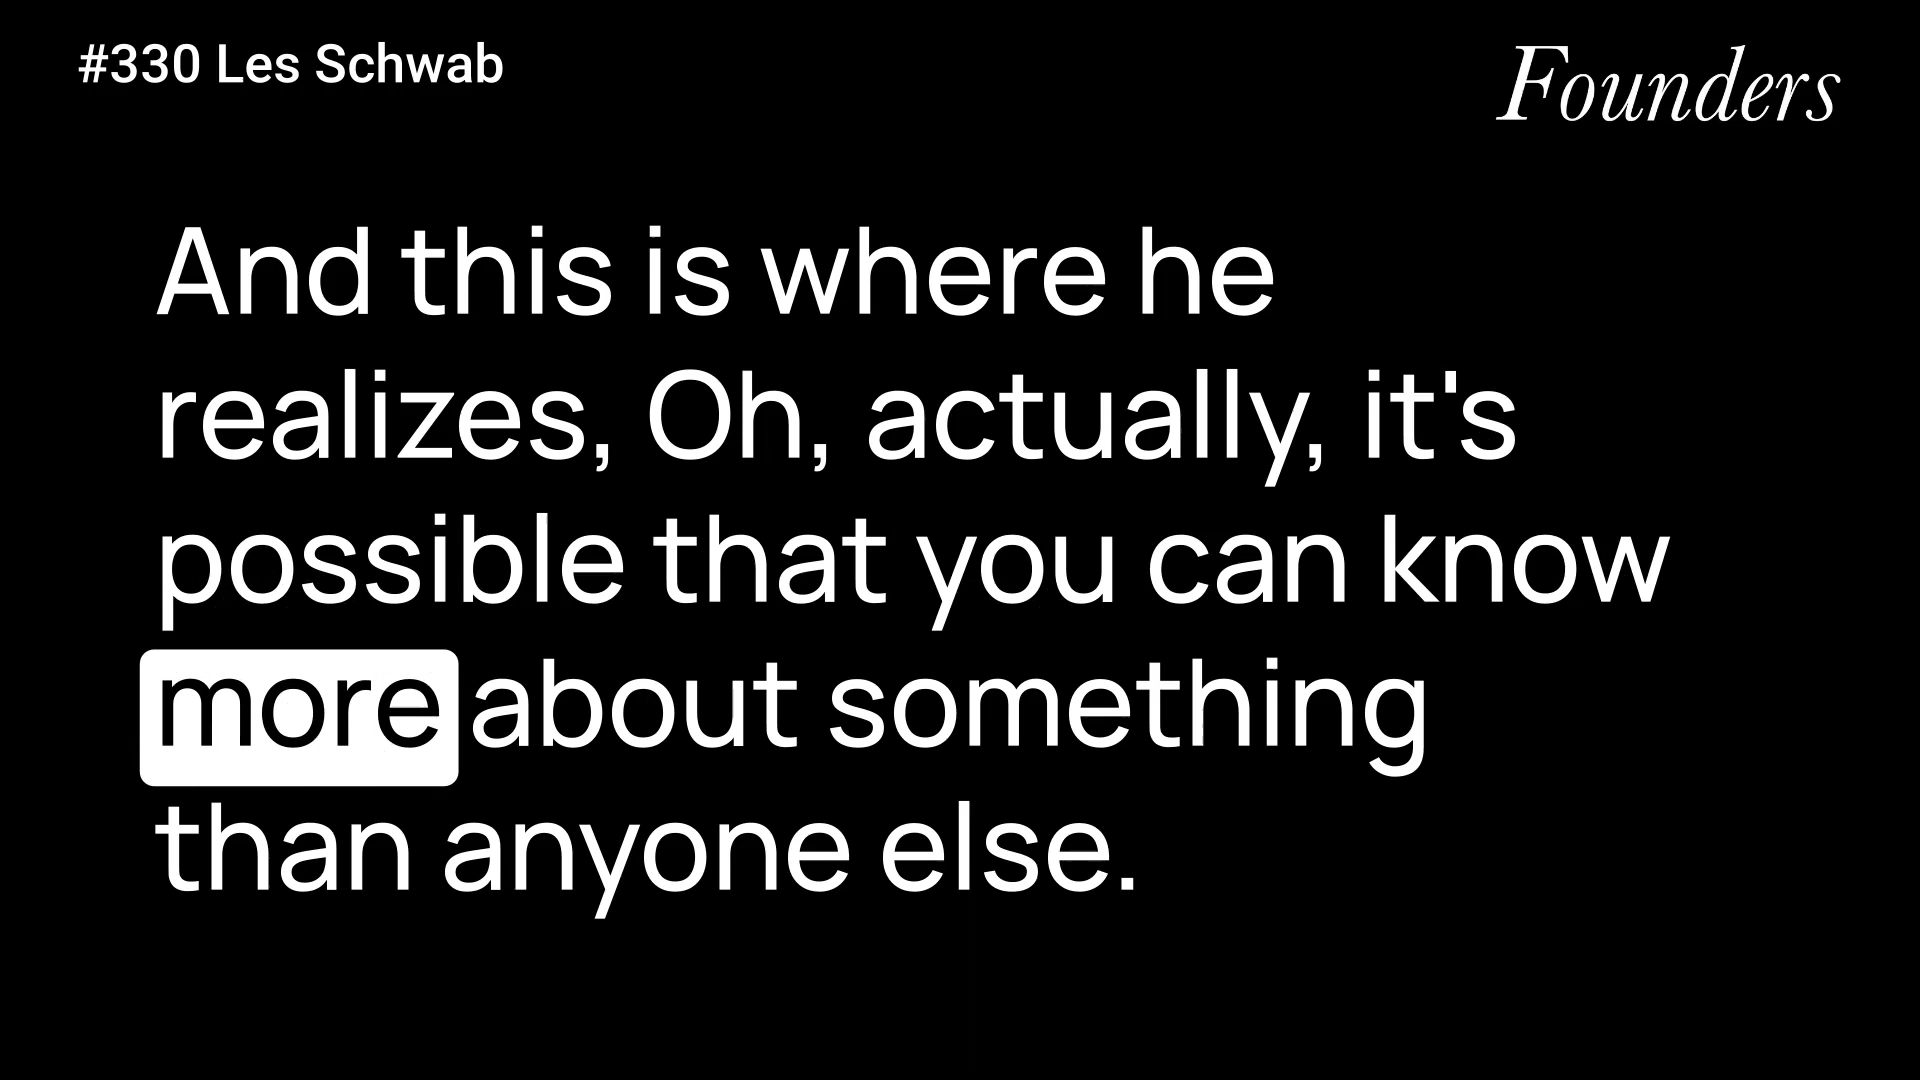 #330 Les Schwab
Founders
And this is where he
realizes, Oh, actually, it's
possible that you can know
more about something
than anyone else.